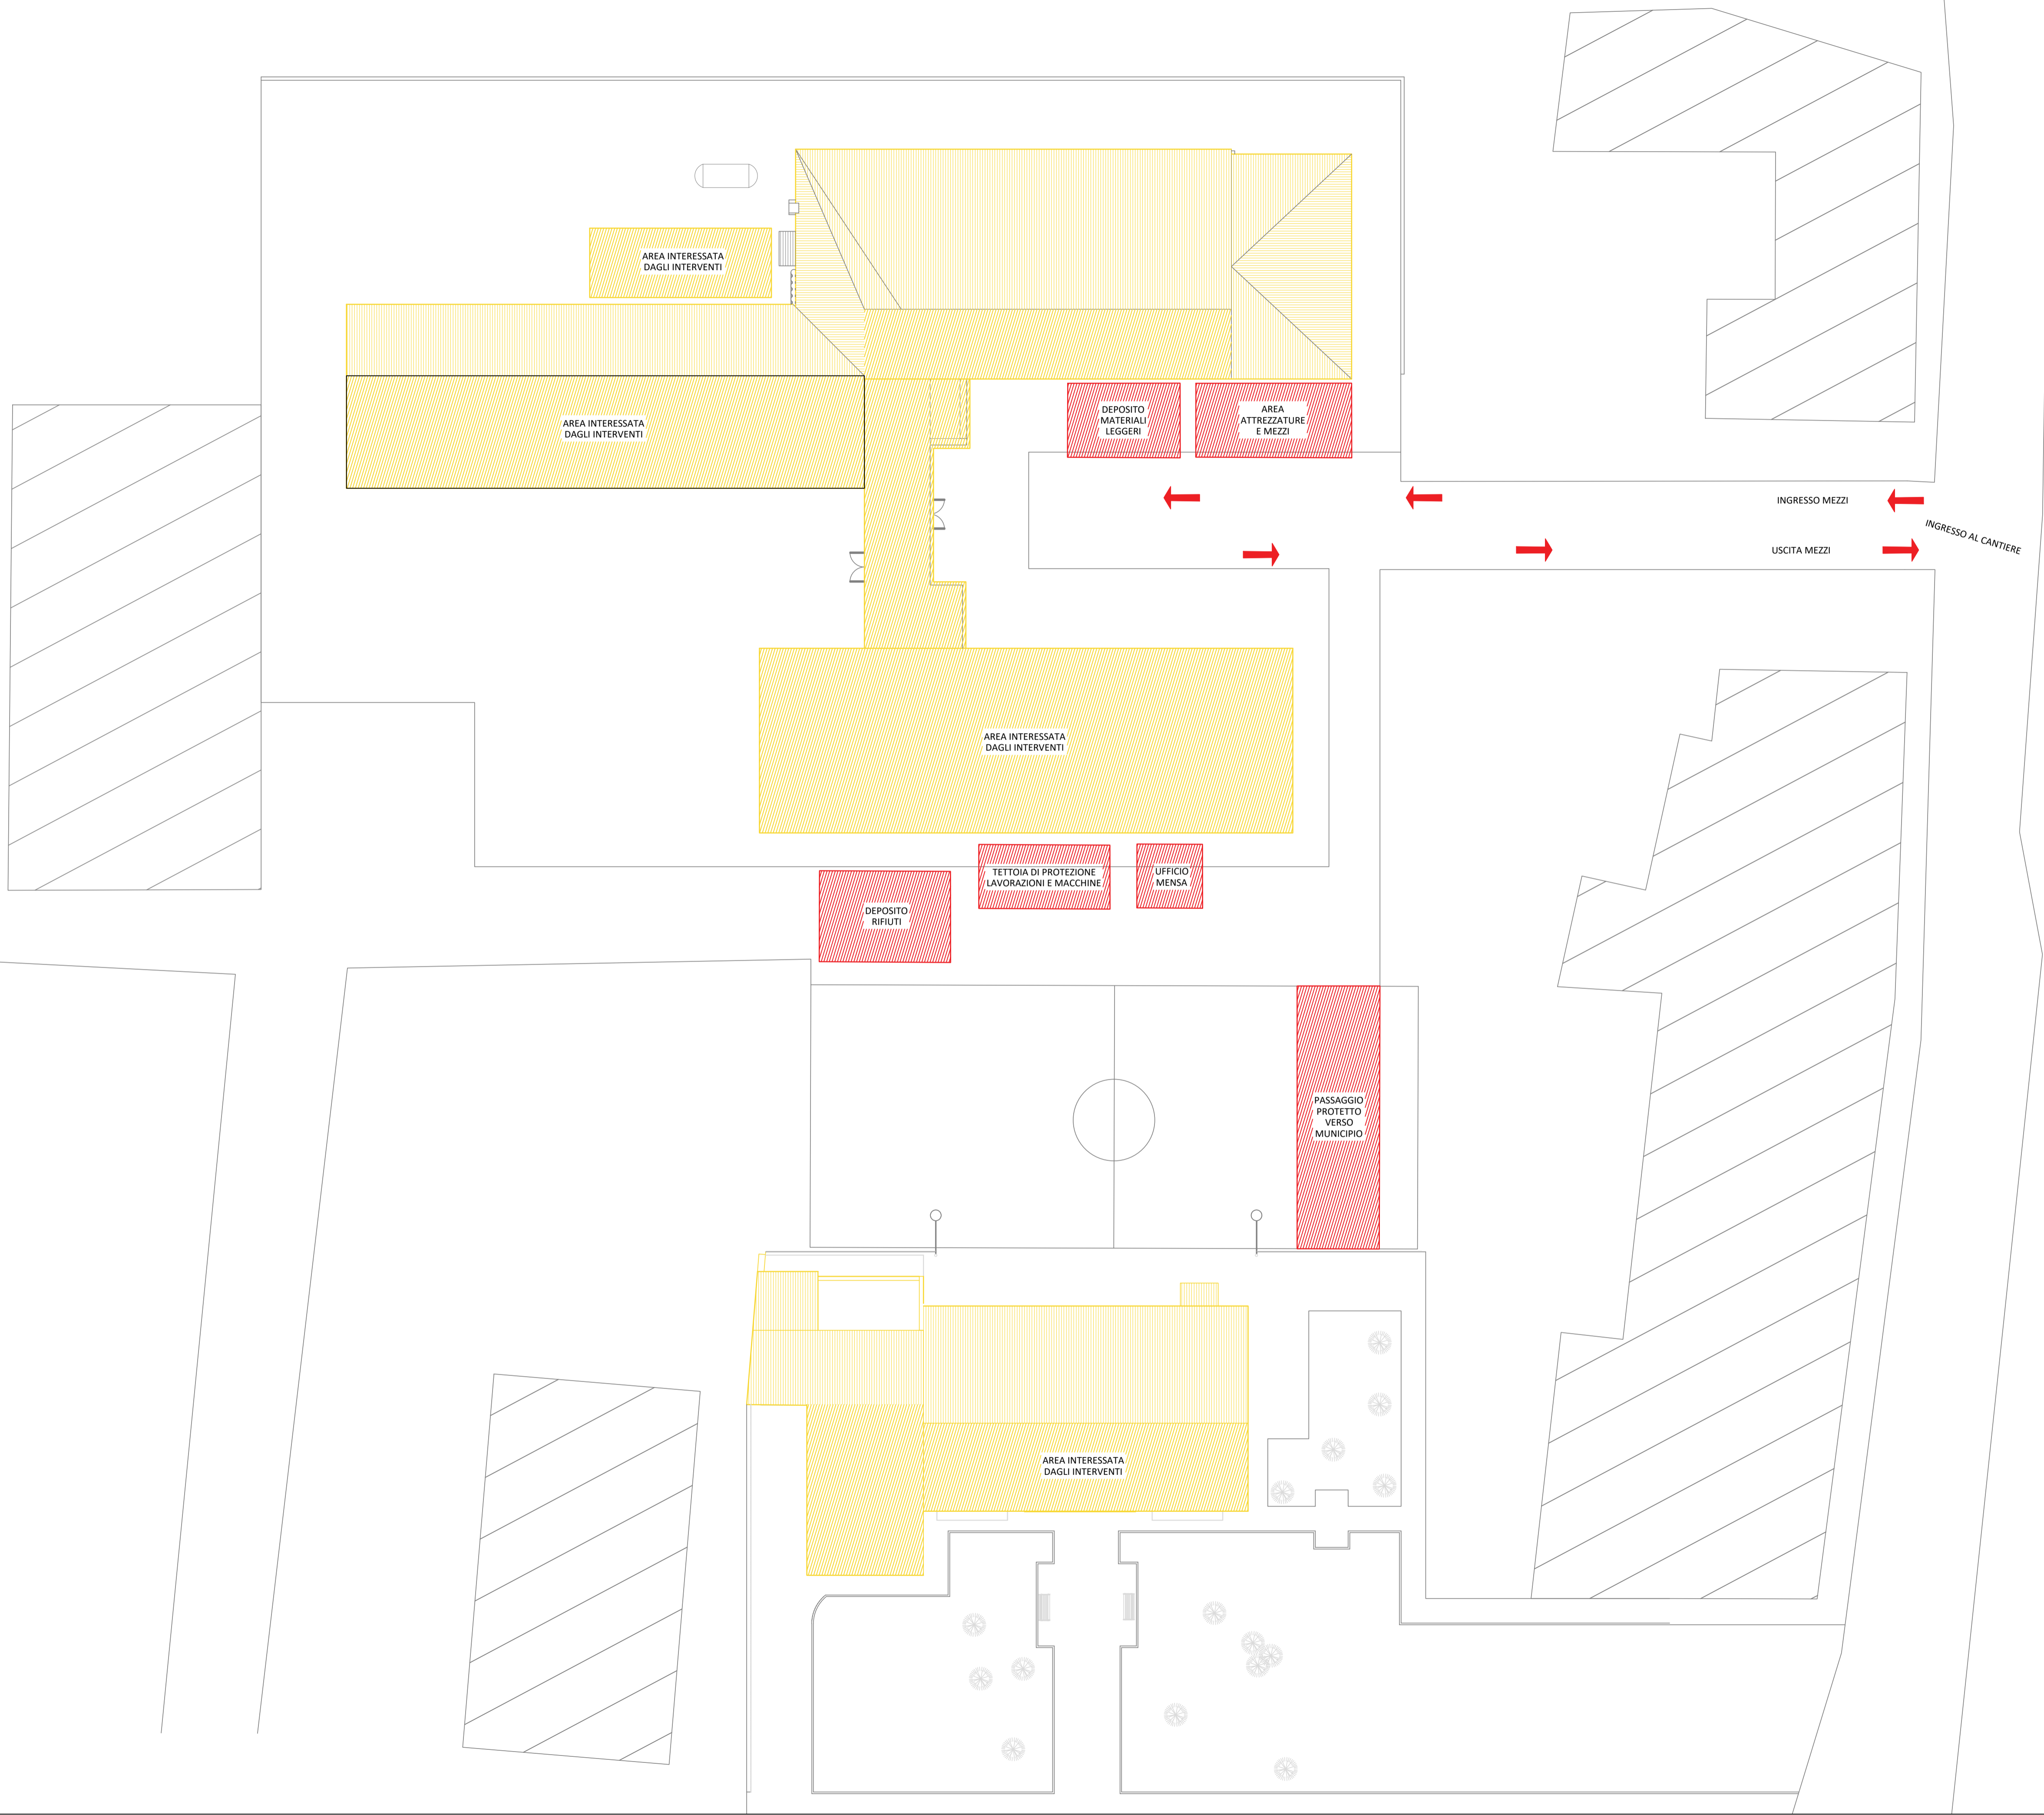 AREA INTERESSATA
DAGLI INTERVENTI
AREA INTERESSATA
DAGLI INTERVENTI
DEPOSITO
MATERIALI
LEGGERI
AREA
ATTREZZATURE
E MEZZI
INGRESSO MEZZI
INGRESSO AL CANTIERE
USCITA MEZZI
AREA INTERESSATA
DAGLI INTERVENTI
TETTOIA DI PROTEZIONE
LAVORAZIONI E MACCHINE
UFFICIO
MENSA
DEPOSITO
RIFIUTI
PASSAGGIO
PROTETTO
VERSO
MUNICIPIO
AREA INTERESSATA
DAGLI INTERVENTI